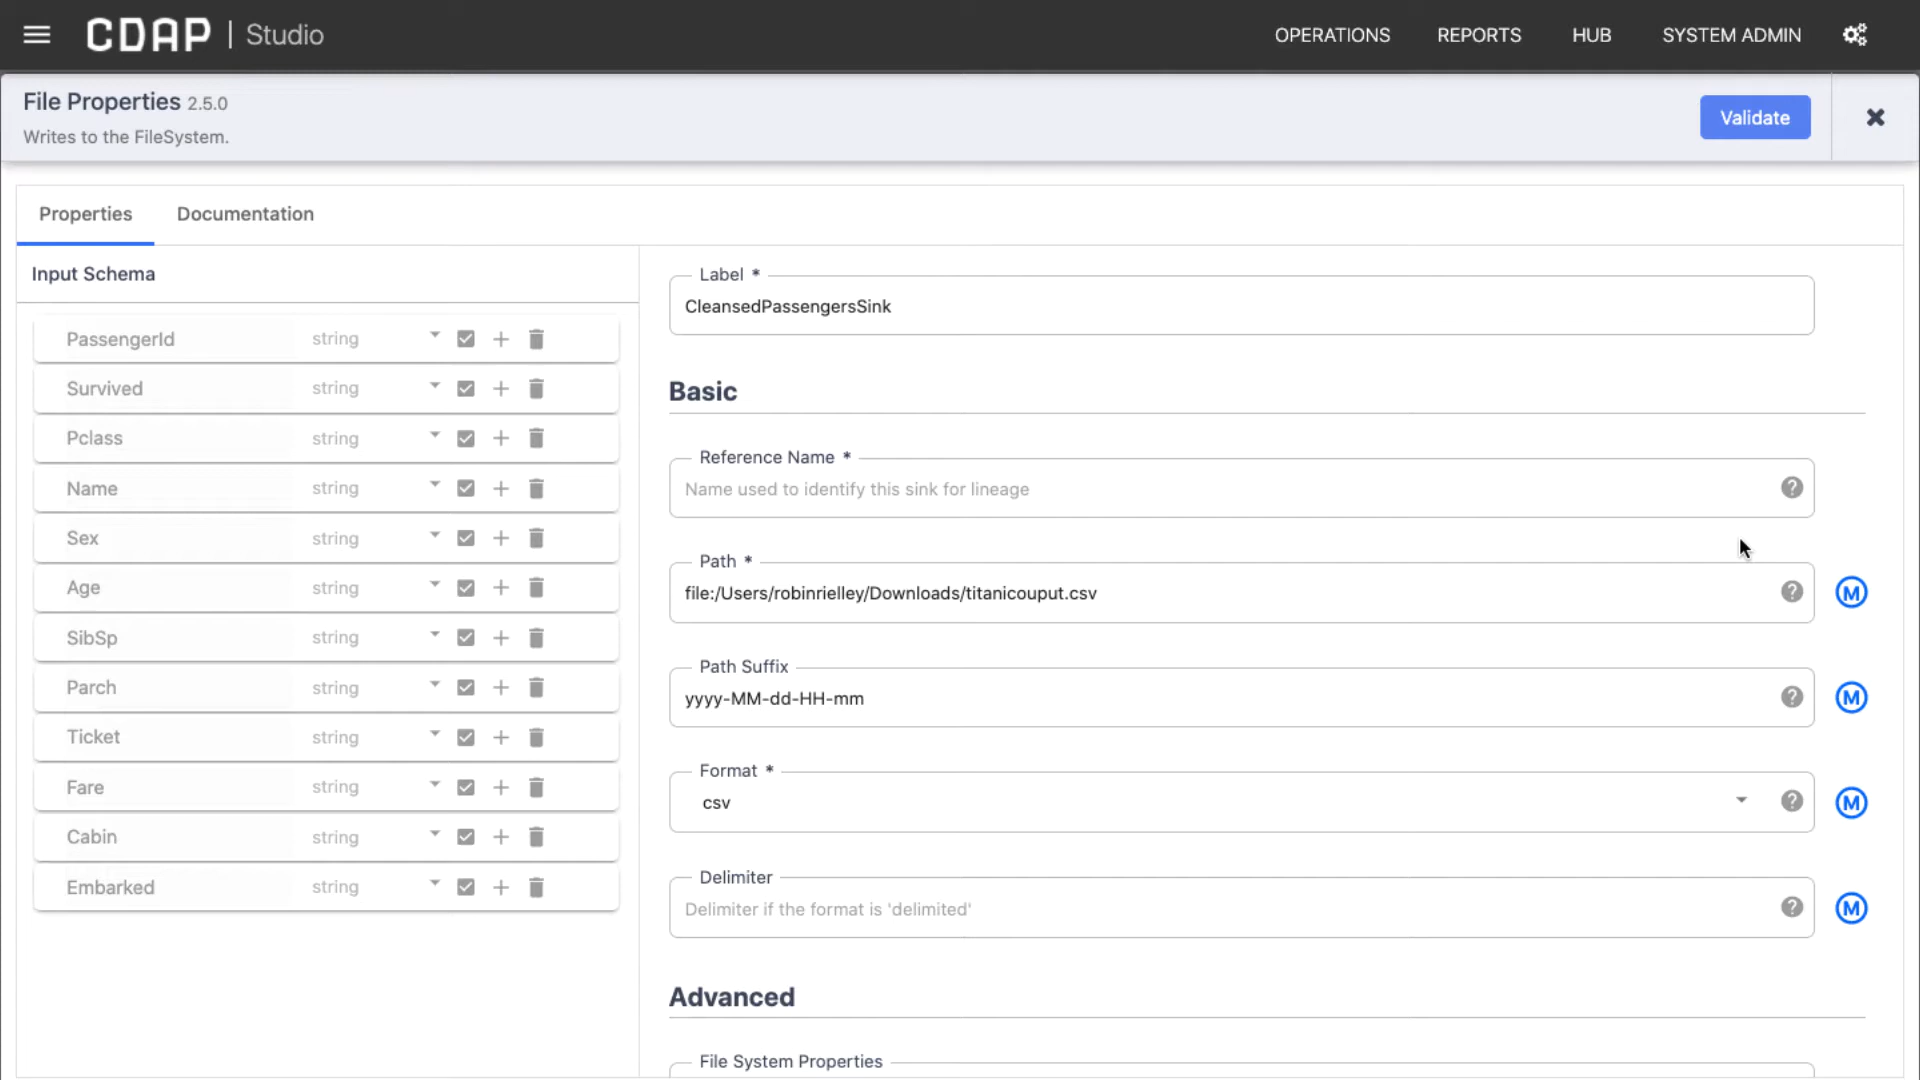 CDAP | Studio OPERATIONS REPORTS HUB SYSTEM ADMIN
File Properties 2.5.0
Writes to the FileSystem.
Validate
Properties Documentation
Input Schema
PassengerId string
Survived string
Pclass string
Name string
Sex string
Age string
SibSp string
Parch string
Ticket string
Fare string
Cabin string
Embarked string
Label *
CleansedPassengersSink
Basic
Reference Name *
Name used to identify this sink for lineage
Path *
file:/Users/robinrielley/Downloads/titanicouput.csv
M
Path Suffix
yyyy-MM-dd-HH-mm
M
Format *
csv
M
Delimiter
Delimiter if the format is 'delimited'
M
Advanced
File System Properties